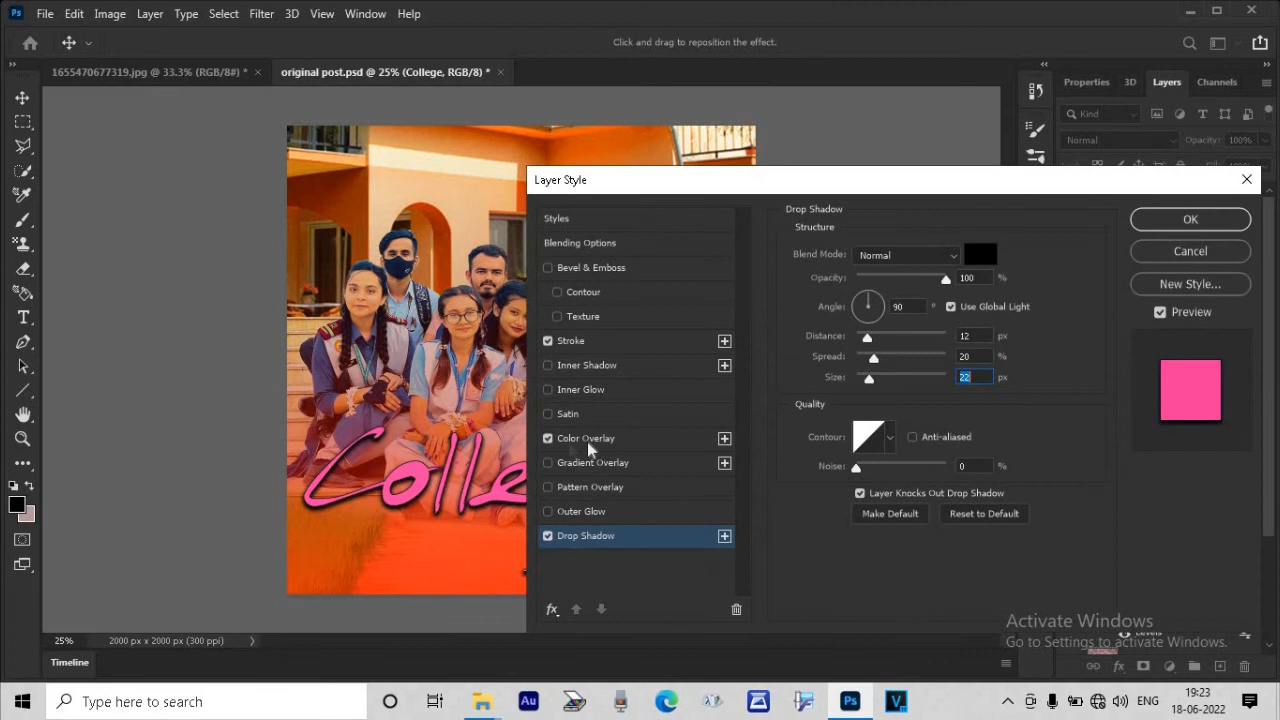 Ps File Edit Image Layer Type Select Filter 3D View Window Help
Click and drag to reposition the effect.
1655470677319.jpg @ 33.3% (RGB/8#) * × original post.psd @ 25% (College, RGB/8) * ×
Properties 3D Layers Channels
Kind
Normal Opacity: 100%
Layer Style
Styles
Blending Options
Bevel & Emboss
Contour
Texture
Stroke
Inner Shadow
Inner Glow
Satin
Color Overlay
Gradient Overlay
Pattern Overlay
Outer Glow
Drop Shadow
fx
Drop Shadow
Structure
Blend Mode: Normal
Opacity: 100 %
Angle: 90 ° Use Global Light
Distance: 12 px
Spread: 20 %
Size: 22 px
Quality
Contour: Anti-aliased
Noise: 0 %
Layer Knocks Out Drop Shadow
Make Default Reset to Default
OK
Cancel
New Style...
Preview
Colle
Activate Windows
Go to Settings to activate Windows.
Levels
25% 2000 px x 2000 px (300 ppi)
Timeline
fx
Type here to search
Au
Ps
V
ENG
17:23
18-06-2022